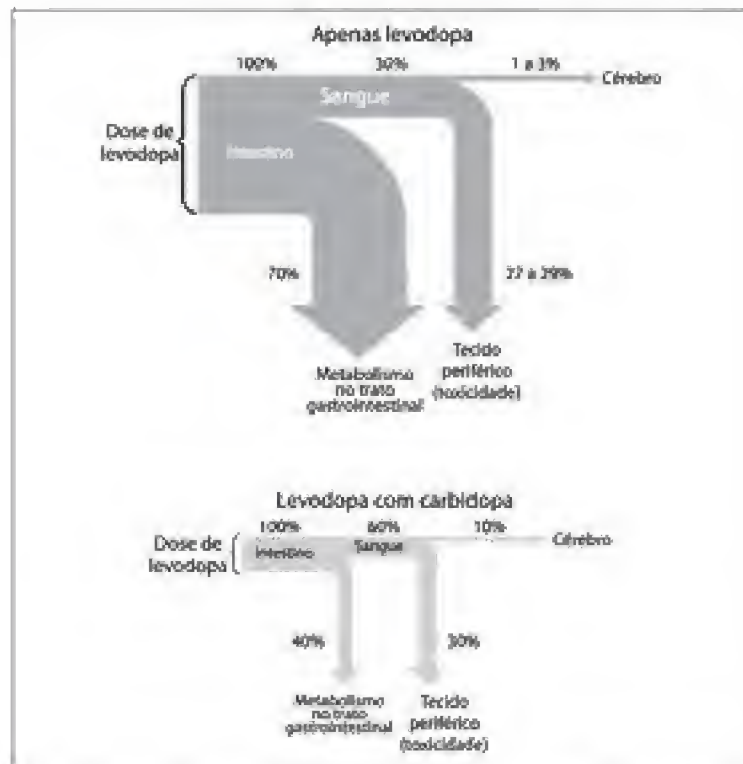 Apenas levodopa
100% 30% 1 a 3%
Cérebro
Sangue
Dose de
levodopa
Intestino
70% 27 a 29%
Metabolismo
no trato
gastrointestinal
Tecido
periférico
(toxicidade)
Levodopa com carbidopa
100% 60% 10%
Dose de
levodopa
Intestino Sangue Cérebro
40% 30%
Metabolismo
no trato
gastrointestinal
Tecido
periférico
(toxicidade)